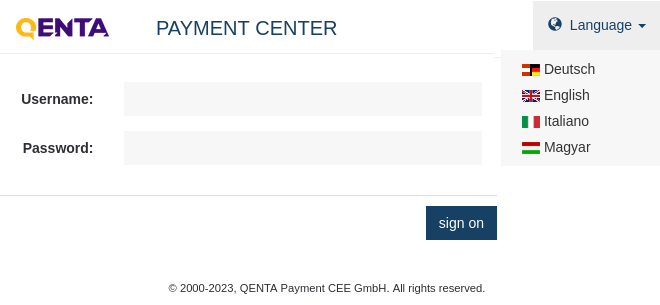 QENTA
PAYMENT CENTER
Language
Deutsch
English
Italiano
Magyar
Username:
Password:
sign on
© 2000-2023, QENTA Payment CEE GmbH. All rights reserved.